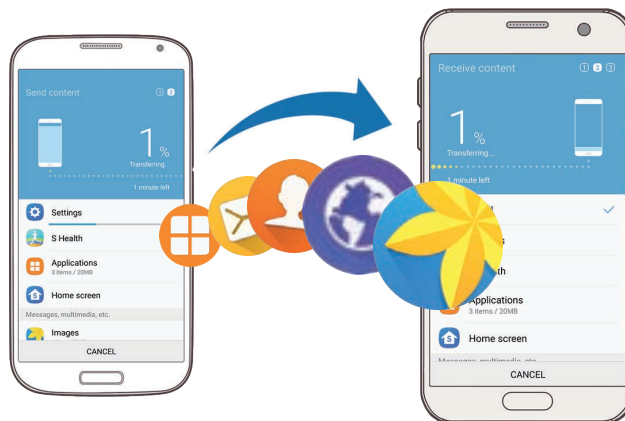 Send content
1 2
1 %
Transferring...
1 minute left
Settings
S Health
Applications
3 items / 20MB
Home screen
Messages, multimedia, etc.
Images
CANCEL
Receive content
1 2 3
1 %
Transferring...
1 minute left
Applications
3 items / 20MB
Home screen
CANCEL